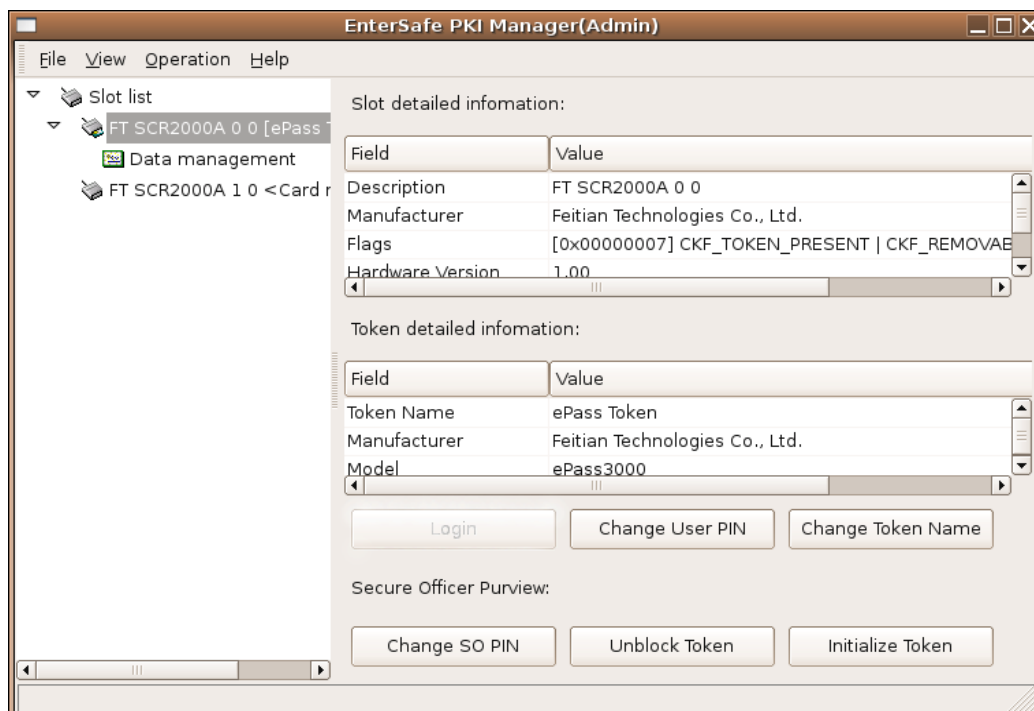 EnterSafe PKI Manager(Admin)
File View Operation Help
Slot list
FT SCR2000A 0 0 [ePass
Data management
FT SCR2000A 1 0 <Card
Slot detailed infomation:
Field Value
Description FT SCR2000A 0 0
Manufacturer Feitian Technologies Co., Ltd.
Flags [0x00000007] CKF_TOKEN_PRESENT | CKF_REMOVAB
Hardware Version 1.00
Token detailed infomation:
Field Value
Token Name ePass Token
Manufacturer Feitian Technologies Co., Ltd.
Model ePass3000
Login Change User PIN Change Token Name
Secure Officer Purview:
Change SO PIN Unblock Token Initialize Token